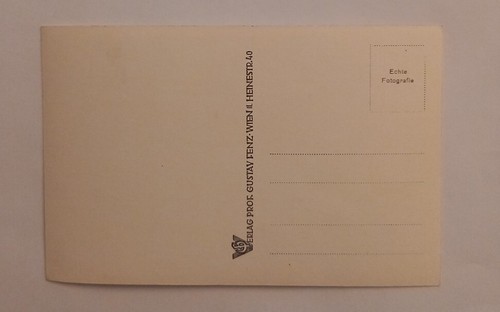 Echte
Fotografie
VERLAG PROF. GUSTAV FENZ·WIEN II. HEINESTR. 40